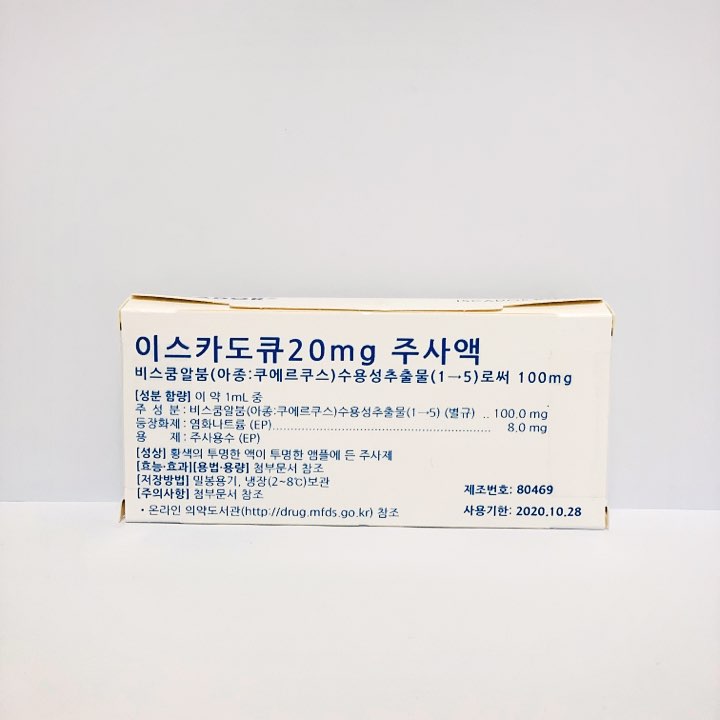 이스카도큐20mg 주사액
비스쿰알붐(아종:쿠에르쿠스)수용성추출물(1→5)로써 100mg
[성분 함량] 이 약 1mL 중
주 성 분 : 비스쿰알붐(아종:쿠에르쿠스)수용성추출물(1→5) (별규) .. 100.0 mg
등장화제 : 염화나트륨 (EP)........................................................ 8.0 mg
용 제 : 주사용수 (EP)
[성상] 황색의 투명한 액이 투명한 앰플에 든 주사제
[효능·효과][용법·용량] 첨부문서 참조
[저장방법] 밀봉용기, 냉장(2~8℃)보관
[주의사항] 첨부문서 참조
• 온라인 의약도서관(http://drug.mfds.go.kr) 참조
제조번호: 80469
사용기한: 2020.10.28